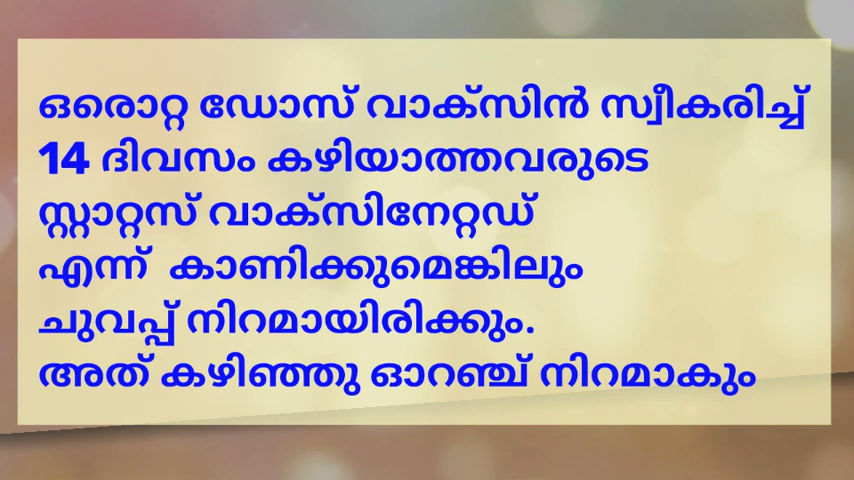 ഒരൊറ്റ ഡോസ് വാക്സിൻ സ്വീകരിച്ച്
14 ദിവസം കഴിയാത്തവരുടെ
സ്റ്റാറ്റസ് വാക്സിനേറ്റഡ്
എന്ന് കാണിക്കുമെങ്കിലും
ചുവപ്പ് നിറമായിരിക്കും.
അത് കഴിഞ്ഞു ഓറഞ്ച് നിറമാകും